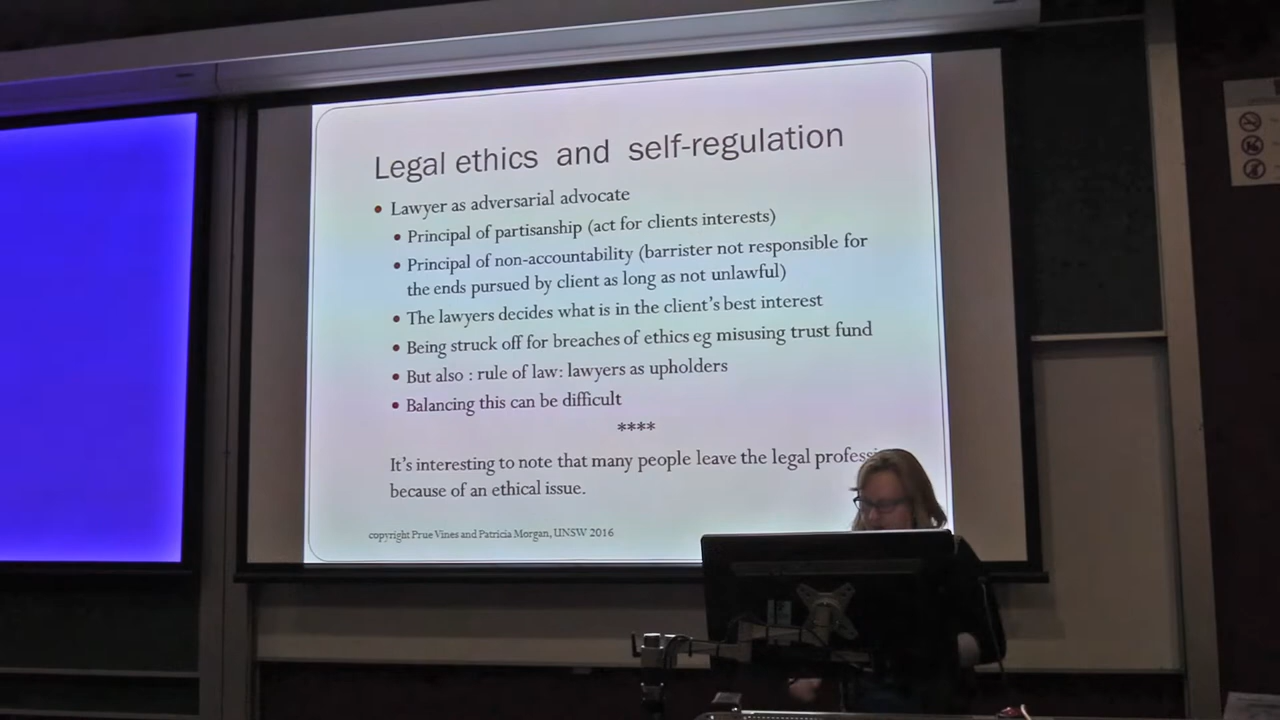 Legal ethics and self-regulation
Lawyer as adversarial advocate
Principal of partisanship (act for clients interests)
Principal of non-accountability (barrister not responsible for
the ends pursued by client as long as not unlawful)
The lawyers decides what is in the client's best interest
Being struck off for breaches of ethics eg misusing trust fund
But also : rule of law: lawyers as upholders
Balancing this can be difficult
****
It's interesting to note that many people leave the legal
because of an ethical issue.
copyright Prue Vines and Patricia Morgan, UNSW 2016